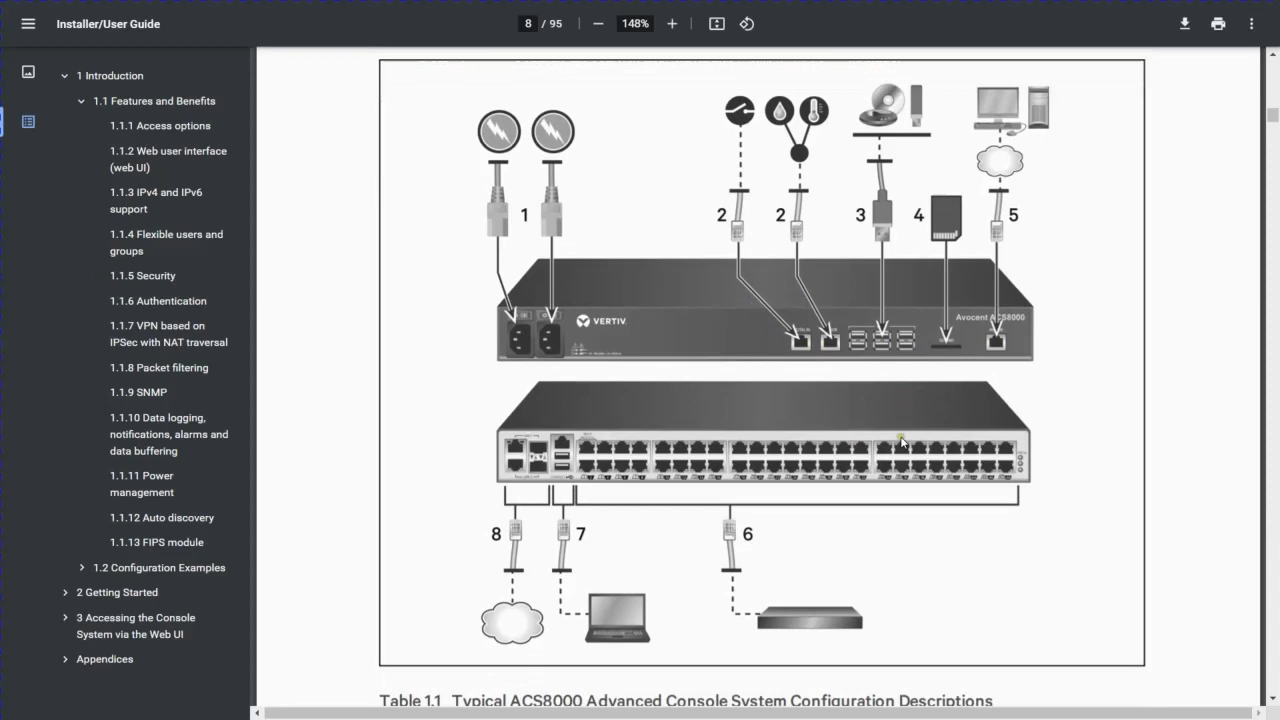 Installer/User Guide
8 / 95
148%
1 Introduction
1.1 Features and Benefits
1.1.1 Access options
1.1.2 Web user interface
(web UI)
1.1.3 IPv4 and IPv6
support
1.1.4 Flexible users and
groups
1.1.5 Security
1.1.6 Authentication
1.1.7 VPN based on
IPSec with NAT traversal
1.1.8 Packet filtering
1.1.9 SNMP
1.1.10 Data logging,
notifications, alarms and
data buffering
1.1.11 Power
management
1.1.12 Auto discovery
1.1.13 FIPS module
1.2 Configuration Examples
2 Getting Started
3 Accessing the Console
System via the Web UI
Appendices
1
2
2
3
4
5
VERTIV
Avocent ACS8000
8
7
6
Table 1.1 Typical ACS8000 Advanced Console System Configuration Descriptions